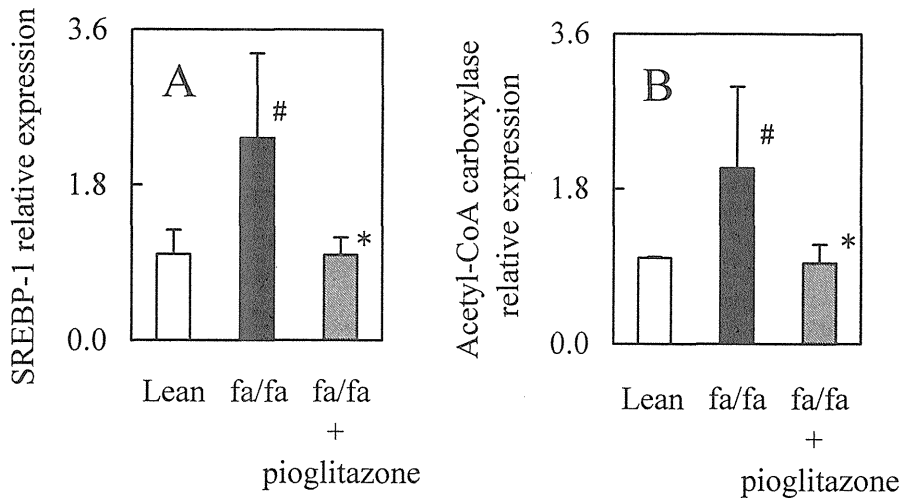 SREBP-1 relative expression
3.6
1.8
0.0
A
#
*
Lean
fa/fa
fa/fa
+
pioglitazone
Acetyl-CoA carboxylase
relative expression
3.6
1.8
0.0
B
#
*
Lean
fa/fa
fa/fa
+
pioglitazone